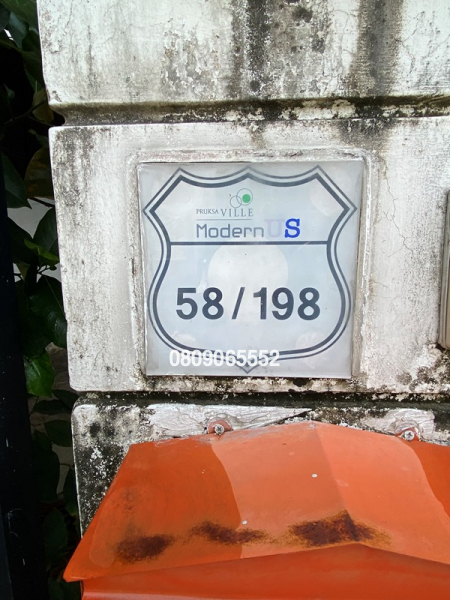 PRUKSA VILLE
Modern US
58/198
0809065552